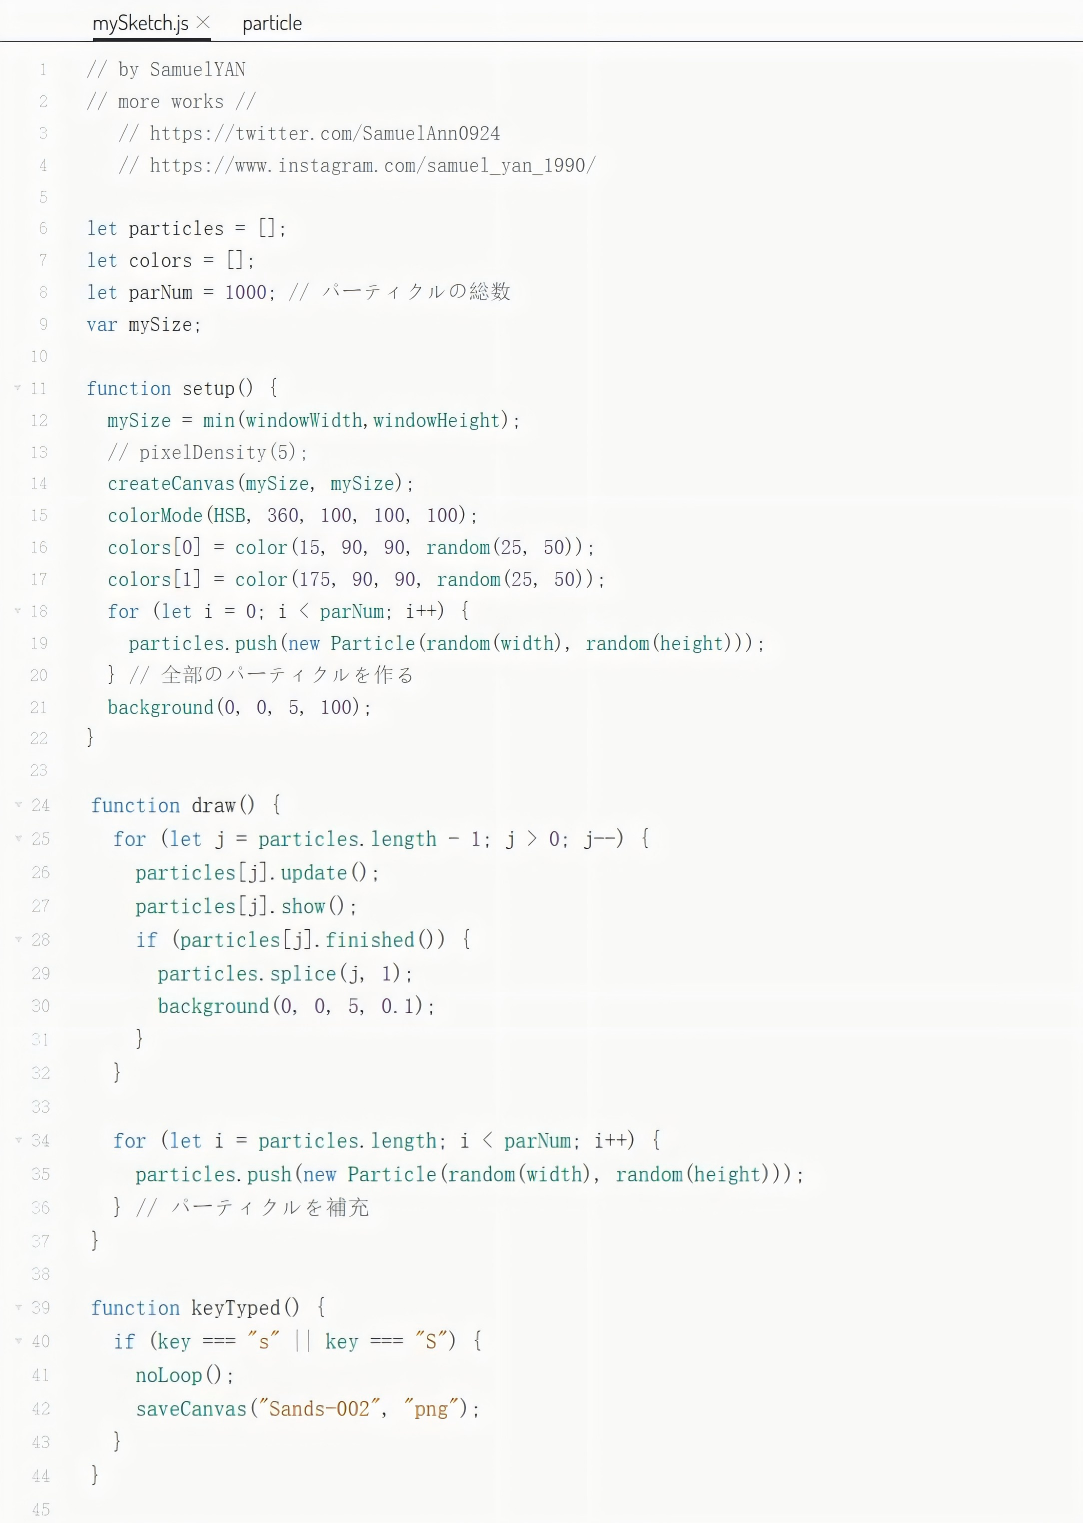 mySketch.js × particle
1 // by SamuelYAN
2 // more works //
3 // https://twitter.com/SamuelAnn0924
4 // https://www.instagram.com/samuel_yan_1990/
5
6 let particles = [];
7 let colors = [];
8 let parNum = 1000; // パーティクルの総数
9 var mySize;
10
11 function setup() {
12 mySize = min(windowWidth,windowHeight);
13 // pixelDensity(5);
14 createCanvas(mySize, mySize);
15 colorMode(HSB, 360, 100, 100, 100);
16 colors[0] = color(15, 90, 90, random(25, 50));
17 colors[1] = color(175, 90, 90, random(25, 50));
18 for (let i = 0; i < parNum; i++) {
19 particles.push(new Particle(random(width), random(height)));
20 } // 全部のパーティクルを作る
21 background(0, 0, 5, 100);
22 }
23
24 function draw() {
25 for (let j = particles.length - 1; j > 0; j--) {
26 particles[j].update();
27 particles[j].show();
28 if (particles[j].finished()) {
29 particles.splice(j, 1);
30 background(0, 0, 5, 0.1);
31 }
32 }
33
34 for (let i = particles.length; i < parNum; i++) {
35 particles.push(new Particle(random(width), random(height)));
36 } // パーティクルを補充
37 }
38
39 function keyTyped() {
40 if (key === "s" || key === "S") {
41 noLoop();
42 saveCanvas("Sands-002", "png");
43 }
44 }
45